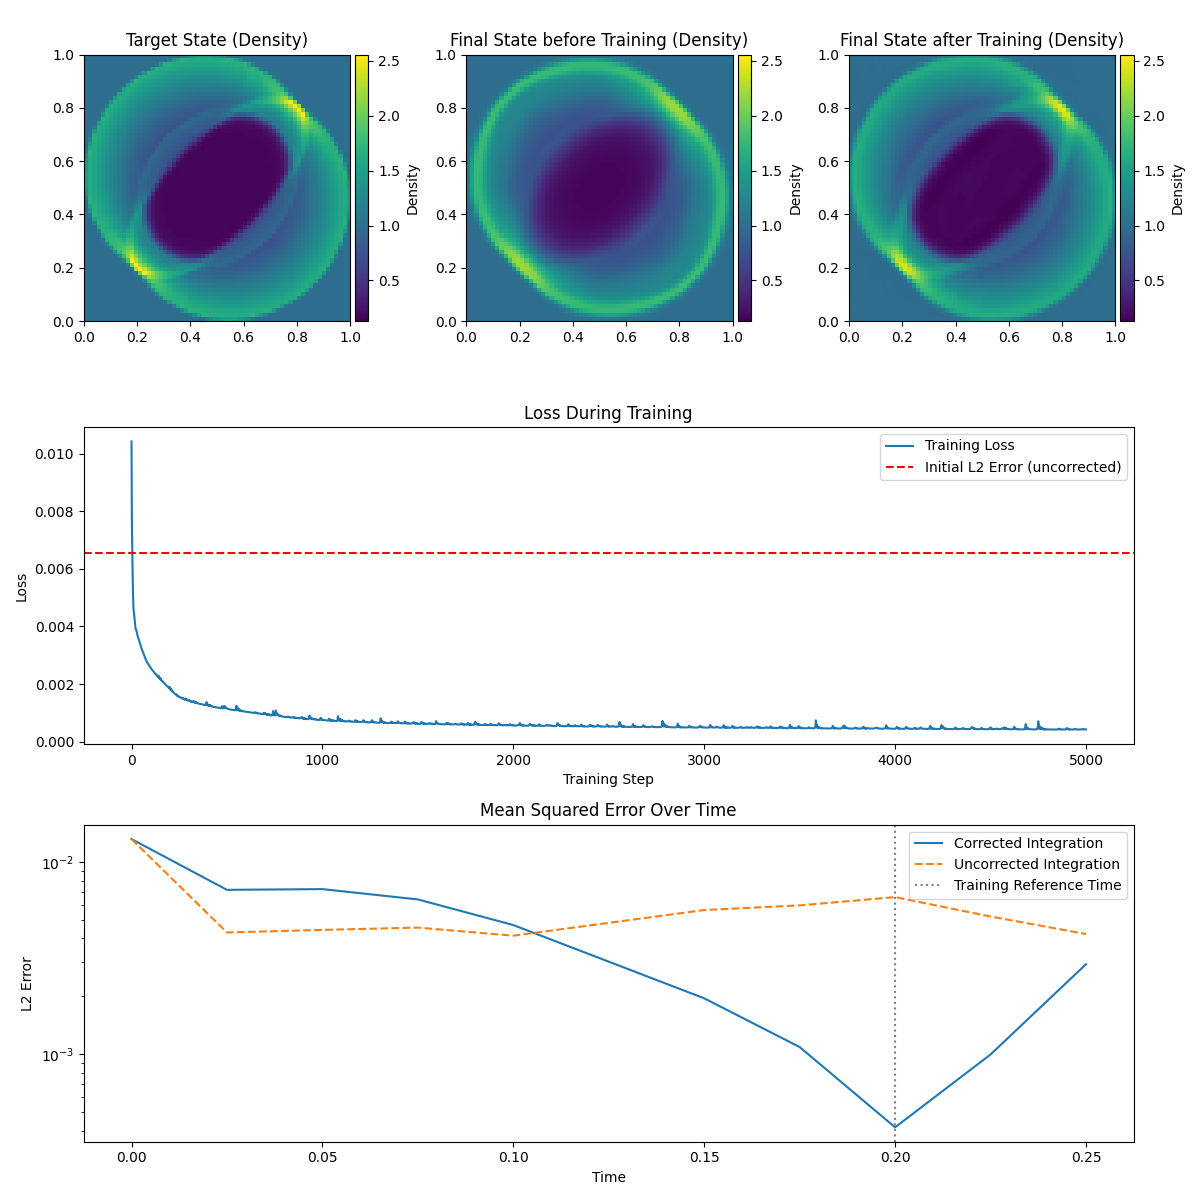 Target State (Density)
Final State before Training (Density)
Final State after Training (Density)
1.0
0.8
0.6
0.4
0.2
0.0
0.0 0.2 0.4 0.6 0.8 1.0
2.5
2.0
1.5
1.0
0.5
Density
1.0
0.8
0.6
0.4
0.2
0.0
0.0 0.2 0.4 0.6 0.8 1.0
2.5
2.0
1.5
1.0
0.5
Density
1.0
0.8
0.6
0.4
0.2
0.0
0.0 0.2 0.4 0.6 0.8 1.0
2.5
2.0
1.5
1.0
0.5
Density
Loss During Training
Training Loss
Initial L2 Error (uncorrected)
0.010
0.008
0.006
0.004
0.002
0.000
Loss
0 1000 2000 3000 4000 5000
Training Step
Mean Squared Error Over Time
Corrected Integration
Uncorrected Integration
Training Reference Time
10⁻²
10⁻³
L2 Error
0.00 0.05 0.10 0.15 0.20 0.25
Time